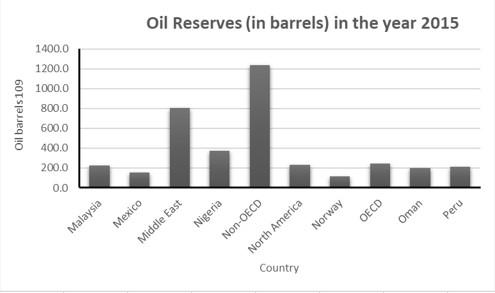 Oil Reserves (in barrels) in the year 2015
Oil barrels109
1400.0
1200.0
1000.0
800.0
600.0
400.0
200.0
0.0
Malaysia
Mexico
Middle East
Nigeria
Non-OECD
North America
Norway
OECD
Oman
Peru
Country